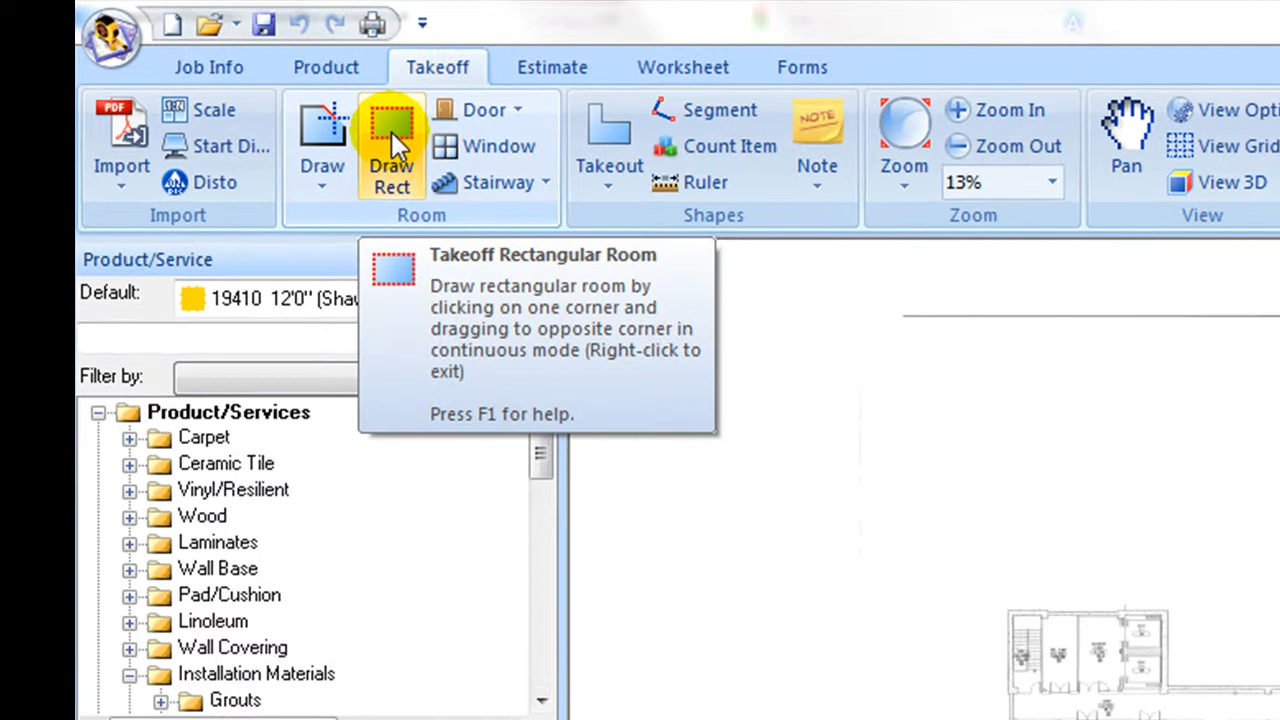 Job Info Product Takeoff Estimate Worksheet Forms
PDF Import Scale Start Di... Disto
Import
Draw Draw Rect Door Window Stairway
Room
Takeout Segment Count Item Ruler NOTE Note
Shapes
Zoom Zoom In Zoom Out 13%
Zoom
Pan View Opti View Grid View 3D
View
Product/Service
Default: 19410 12'0" (Shaw
Filter by:
Takeoff Rectangular Room
Draw rectangular room by
clicking on one corner and
dragging to opposite corner in
continuous mode (Right-click to
exit)
Press F1 for help.
Product/Services
Carpet
Ceramic Tile
Vinyl/Resilient
Wood
Laminates
Wall Base
Pad/Cushion
Linoleum
Wall Covering
Installation Materials
Grouts